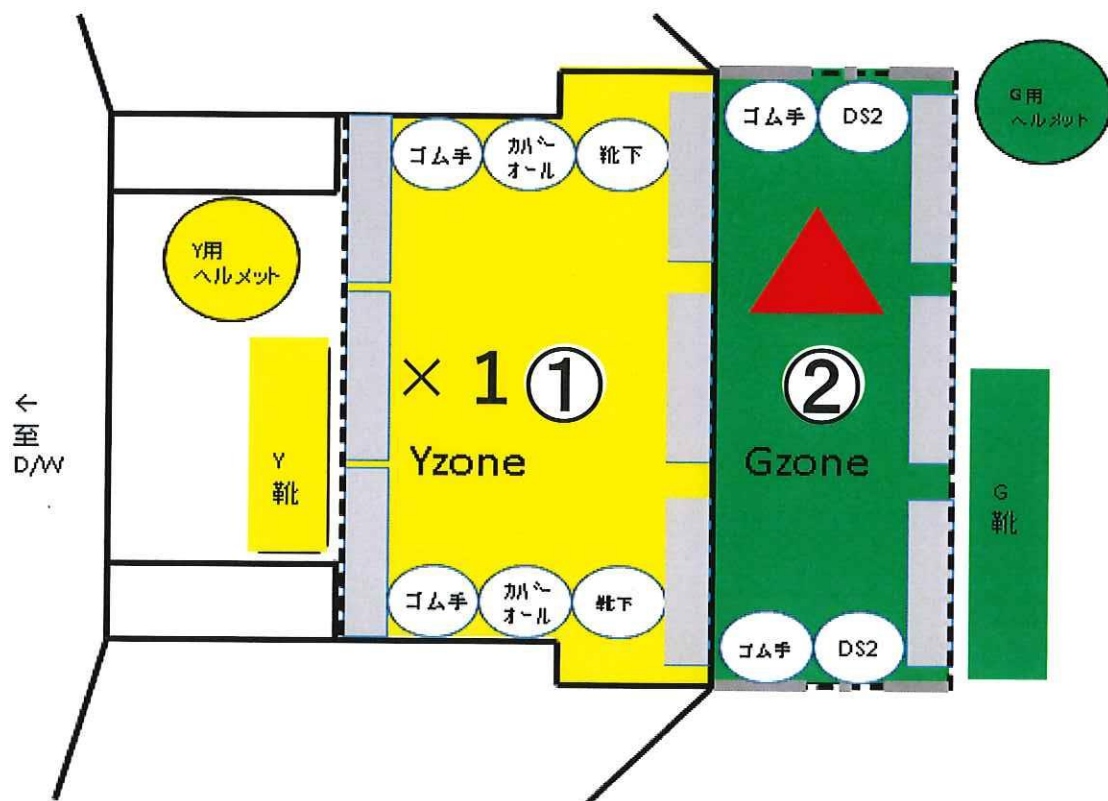 ゴム手
DS2
G用
ヘルメット
ゴム手
カバー
オール
靴下
Y用
ヘルメット
× 1 ①
②
←
至
D/W
Yzone
Gzone
Y
靴
G
靴
ゴム手
カバー
オール
靴下
ゴム手
DS2